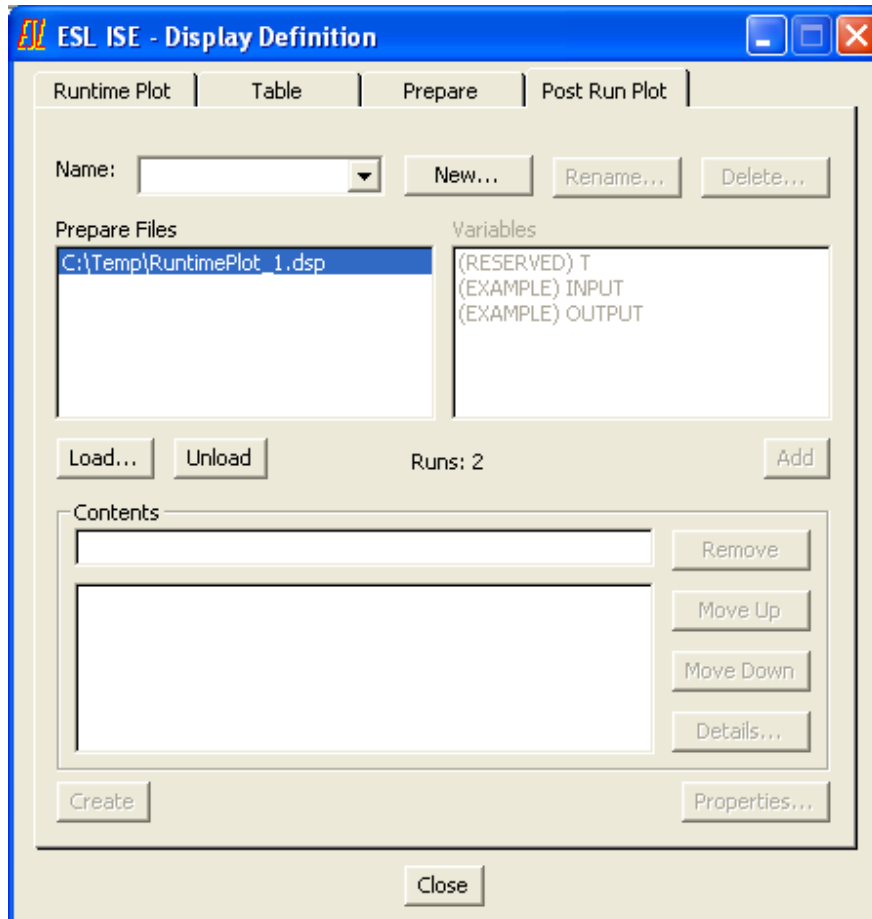 ESL ISE - Display Definition
Runtime Plot Table Prepare Post Run Plot
Name: New... Rename... Delete...
Prepare Files Variables
C:\Temp\RuntimePlot_1.dsp
(RESERVED) T
(EXAMPLE) INPUT
(EXAMPLE) OUTPUT
Load... Unload Runs: 2 Add
Contents
Remove
Move Up
Move Down
Details...
Create Properties...
Close